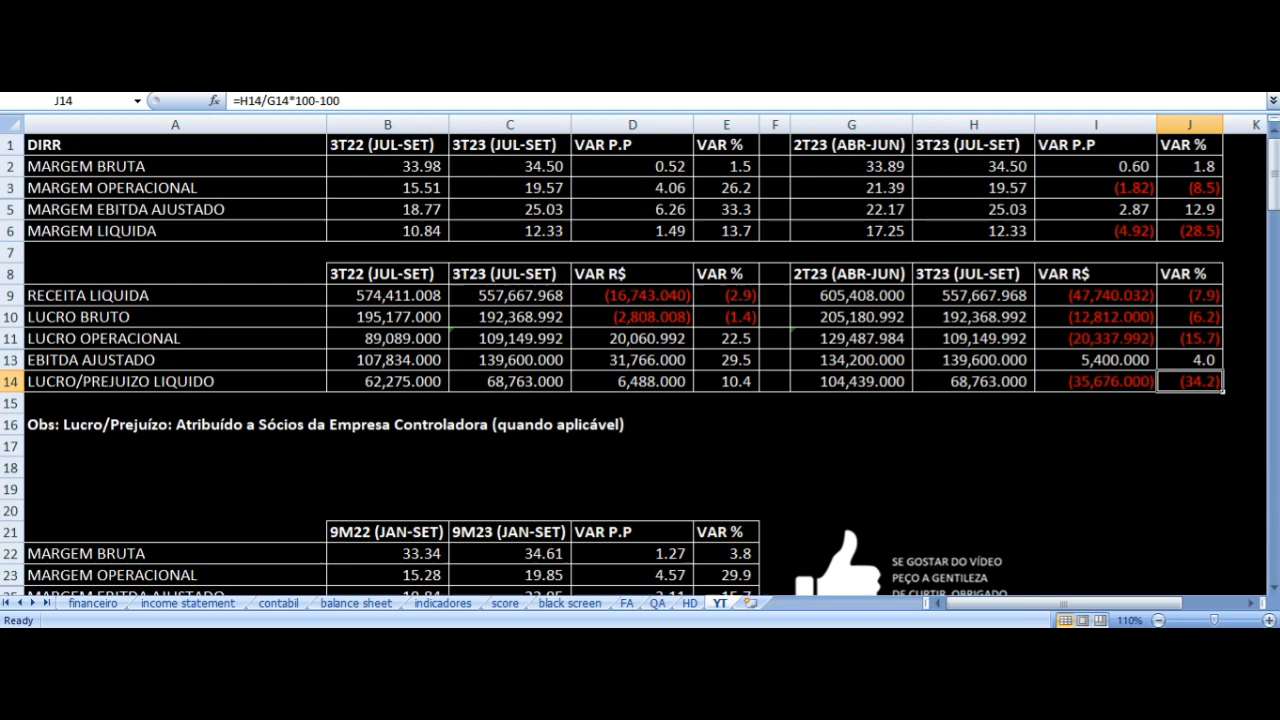 J14 fx =H14/G14*100-100
A B C D E F G H I J K
1 DIRR 3T22 (JUL-SET) 3T23 (JUL-SET) VAR P.P VAR % 2T23 (ABR-JUN) 3T23 (JUL-SET) VAR P.P VAR %
2 MARGEM BRUTA 33.98 34.50 0.52 1.5 33.89 34.50 0.60 1.8
3 MARGEM OPERACIONAL 15.51 19.57 4.06 26.2 21.39 19.57 (1.82) (8.5)
5 MARGEM EBITDA AJUSTADO 18.77 25.03 6.26 33.3 22.17 25.03 2.87 12.9
6 MARGEM LIQUIDA 10.84 12.33 1.49 13.7 17.25 12.33 (4.92) (28.5)
7
8 3T22 (JUL-SET) 3T23 (JUL-SET) VAR R$ VAR % 2T23 (ABR-JUN) 3T23 (JUL-SET) VAR R$ VAR %
9 RECEITA LIQUIDA 574,411.008 557,667.968 (16,743.040) (2.9) 605,408.000 557,667.968 (47,740.032) (7.9)
10 LUCRO BRUTO 195,177.000 192,368.992 (2,808.008) (1.4) 205,180.992 192,368.992 (12,812.000) (6.2)
11 LUCRO OPERACIONAL 89,089.000 109,149.992 20,060.992 22.5 129,487.984 109,149.992 (20,337.992) (15.7)
13 EBITDA AJUSTADO 107,834.000 139,600.000 31,766.000 29.5 134,200.000 139,600.000 5,400.000 4.0
14 LUCRO/PREJUIZO LIQUIDO 62,275.000 68,763.000 6,488.000 10.4 104,439.000 68,763.000 (35,676.000) (34.2)
15
16 Obs: Lucro/Prejuízo: Atribuído a Sócios da Empresa Controladora (quando aplicável)
17
18
19
20
21 9M22 (JAN-SET) 9M23 (JAN-SET) VAR P.P VAR %
22 MARGEM BRUTA 33.34 34.61 1.27 3.8
23 MARGEM OPERACIONAL 15.28 19.85 4.57 29.9
SE GOSTAR DO VÍDEO
PEÇO A GENTILEZA
DE CURTIR. OBRIGADO
financeiro income statement contabil balance sheet indicadores score black screen FA QA HD YT
Ready 110%